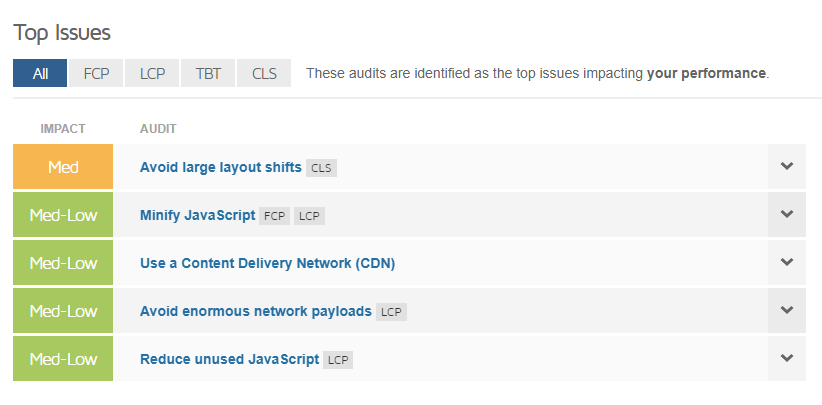 Top Issues
All FCP LCP TBT CLS These audits are identified as the top issues impacting your performance.
IMPACT AUDIT
Med Avoid large layout shifts CLS
Med-Low Minify JavaScript FCP LCP
Med-Low Use a Content Delivery Network (CDN)
Med-Low Avoid enormous network payloads LCP
Med-Low Reduce unused JavaScript LCP